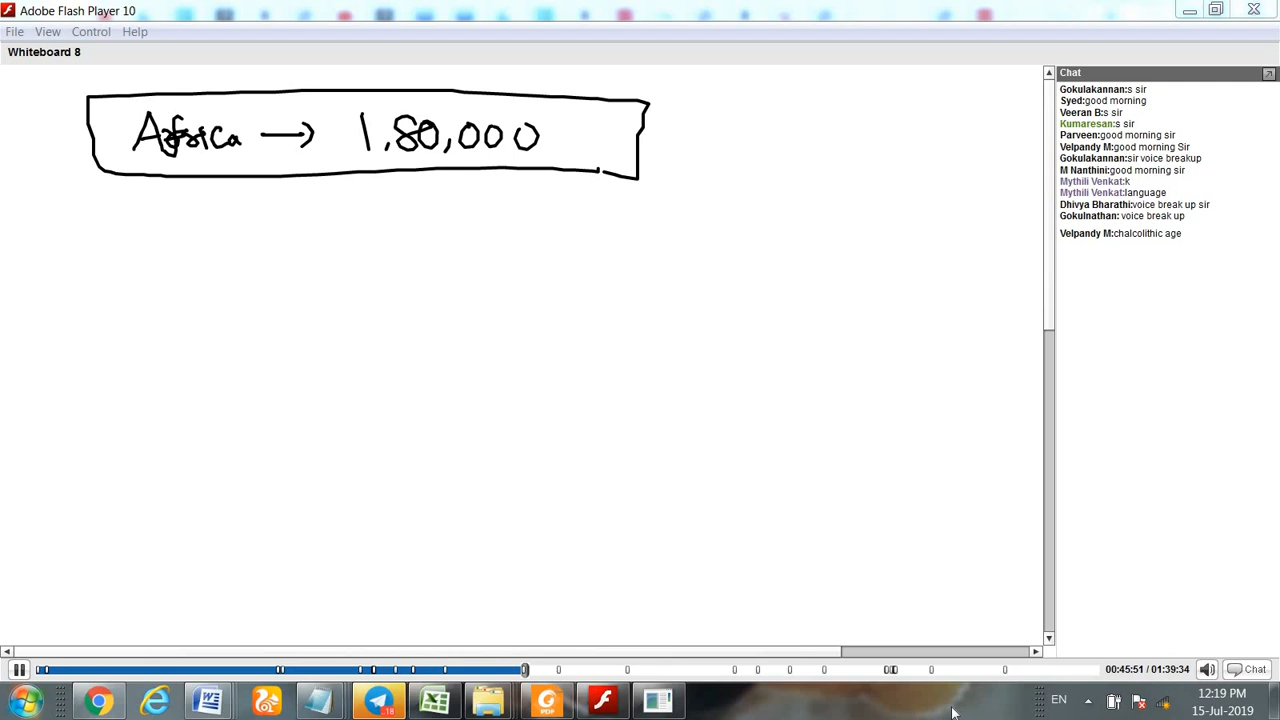 Adobe Flash Player 10
File View Control Help
Whiteboard 8
Africa → 1,80,000
Chat
Gokulakannan:s sir
Syed:good morning
Veeran B:s sir
Kumaresan:s sir
Parveen:good morning sir
Velpandy M:good morning Sir
Gokulakannan:sir voice breakup
M Nanthini:good morning sir
Mythili Venkat:k
Mythili Venkat:language
Dhivya Bharathi:voice break up sir
Gokulnathan: voice break up
Velpandy M:chalcolithic age
00:45:51 / 01:39:34 Chat
18 PDF EN 12:19 PM
15-Jul-2019